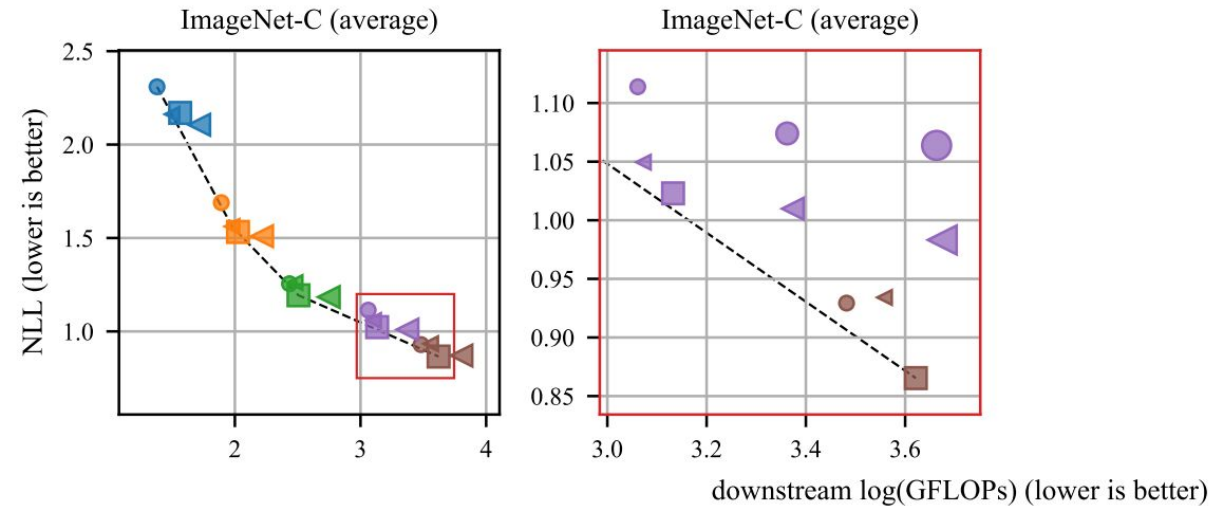 ImageNet-C (average)
ImageNet-C (average)
NLL (lower is better)
2.5
2.0
1.5
1.0
2 3 4
1.10
1.05
1.00
0.95
0.90
0.85
3.0 3.2 3.4 3.6
downstream log(GFLOPs) (lower is better)